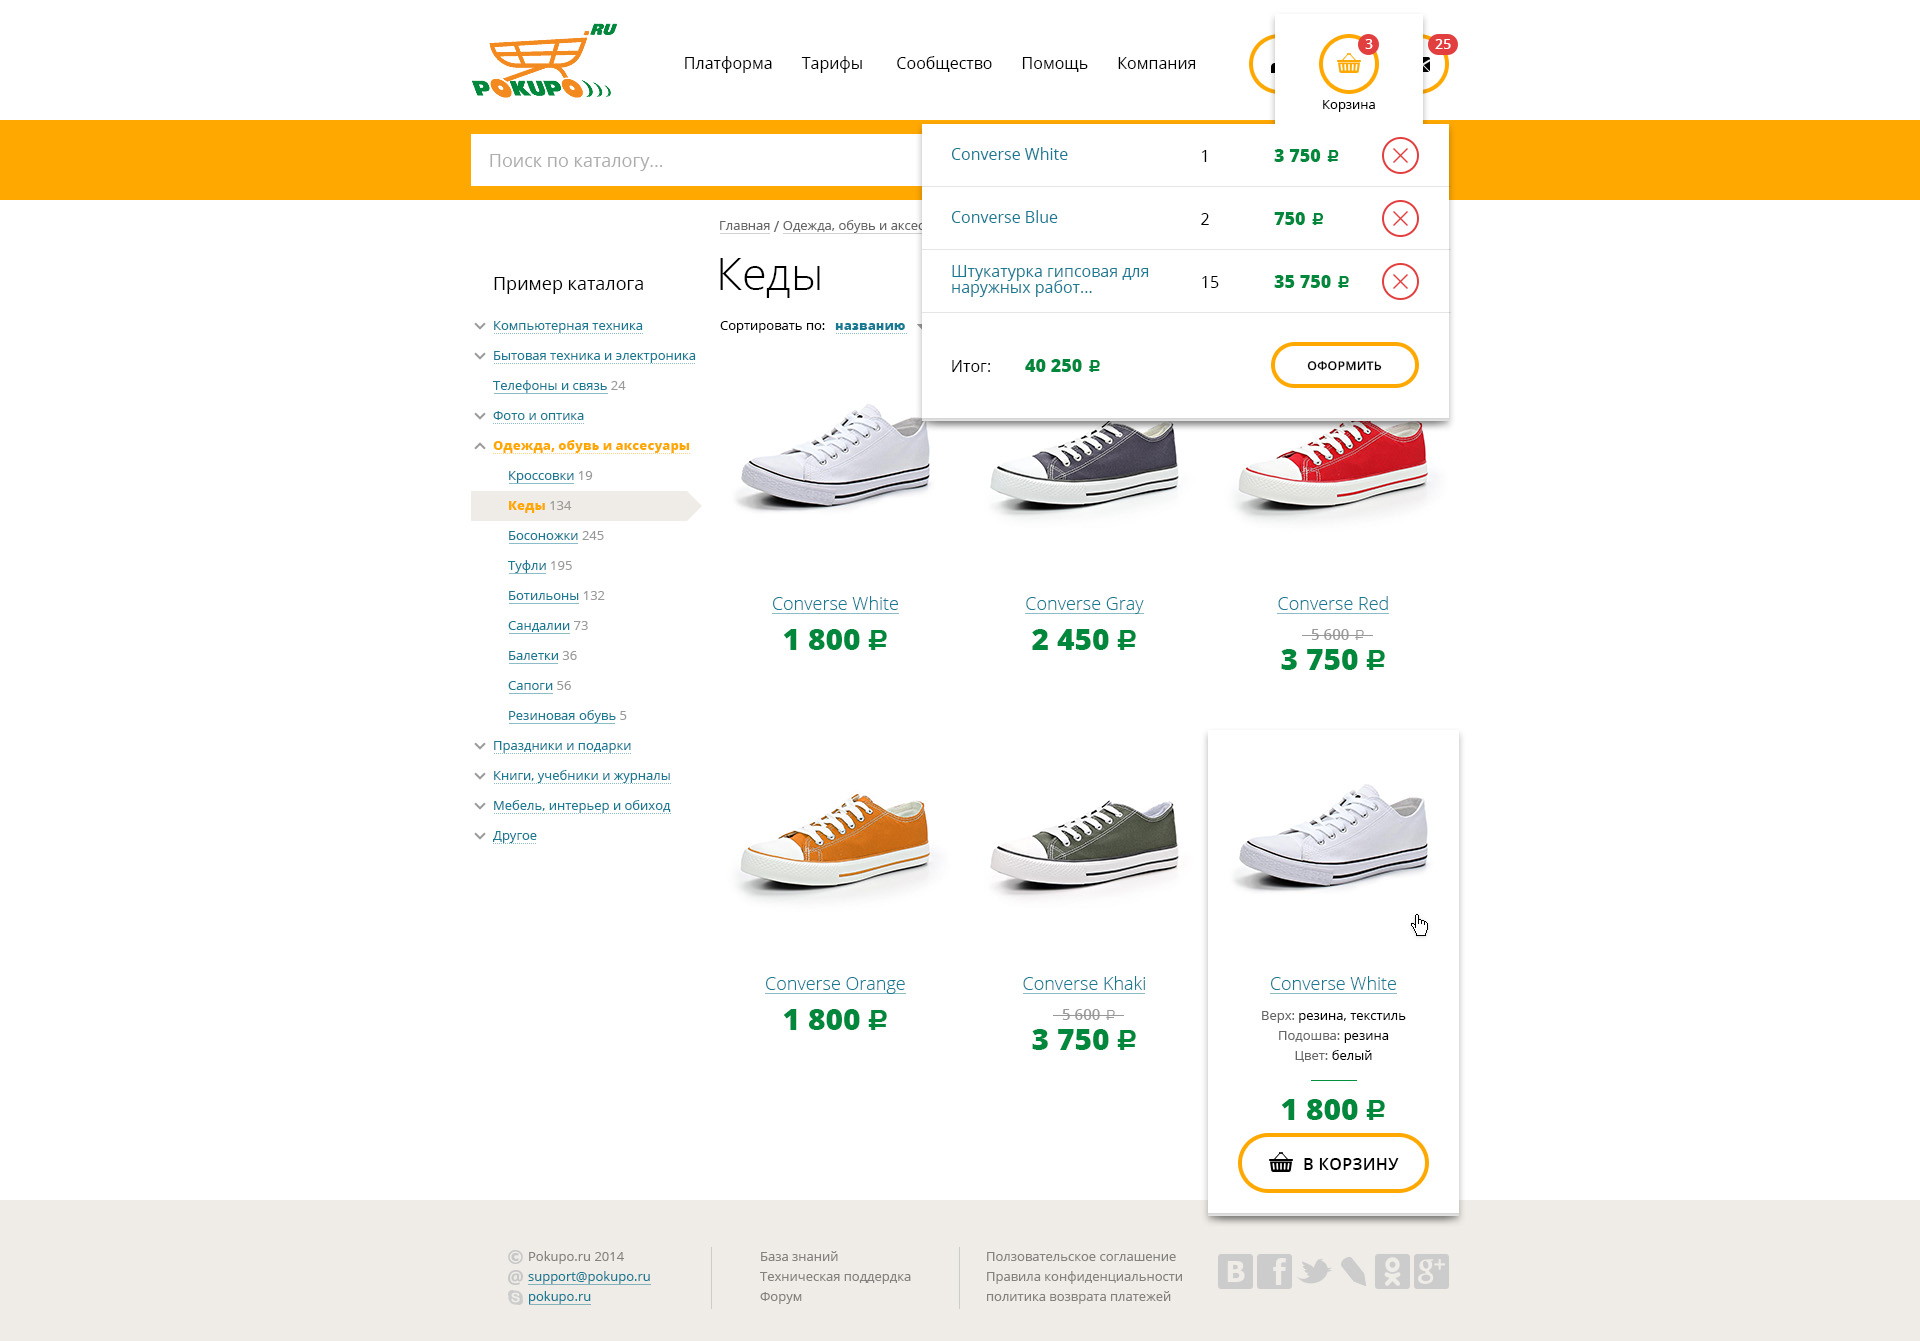 .RU
POKUPO
Платформа
Тарифы
Сообщество
Помощь
Компания
3
25
Корзина
Поиск по каталогу...
Converse White 1 3 750 ₽
Converse Blue 2 750 ₽
Штукатурка гипсовая для
наружных работ... 15 35 750 ₽
Итог: 40 250 ₽
ОФОРМИТЬ
Главная / Одежда, обувь и аксес
Кеды
Сортировать по: названию
Пример каталога
Компьютерная техника
Бытовая техника и электроника
Телефоны и связь 24
Фото и оптика
Одежда, обувь и аксесуары
Кроссовки 19
Кеды 134
Босоножки 245
Туфли 195
Ботильоны 132
Сандалии 73
Балетки 36
Сапоги 56
Резиновая обувь 5
Праздники и подарки
Книги, учебники и журналы
Мебель, интерьер и обиход
Другое
Converse White
1 800 ₽
Converse Gray
2 450 ₽
Converse Red
5 600 ₽
3 750 ₽
Converse Orange
1 800 ₽
Converse Khaki
5 600 ₽
3 750 ₽
Converse White
Верх: резина, текстиль
Подошва: резина
Цвет: белый
1 800 ₽
В КОРЗИНУ
© Pokupo.ru 2014
@ support@pokupo.ru
pokupo.ru
База знаний
Техническая поддердка
Форум
Ползовательское соглашение
Правила конфиденциальности
политика возврата платежей